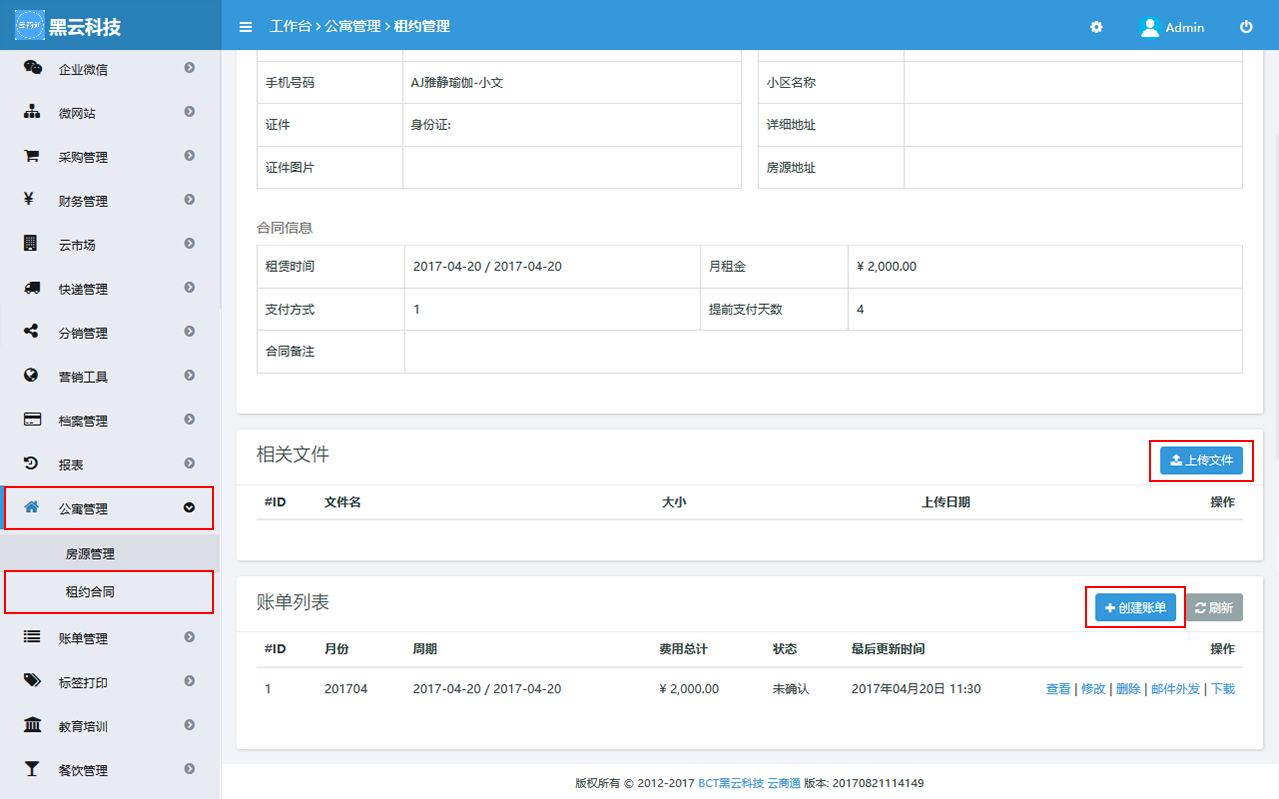 云商通 黑云科技
工作台 > 公寓管理 > 租约管理
Admin
企业微信
微网站
采购管理
财务管理
云市场
快递管理
分销管理
营销工具
档案管理
报表
公寓管理
房源管理
租约合同
账单管理
标签打印
教育培训
餐饮管理
手机号码 AJ雅静瑜伽-小文 小区名称
证件 身份证: 详细地址
证件图片 房源地址
合同信息
租赁时间 2017-04-20 / 2017-04-20 月租金 ¥ 2,000.00
支付方式 1 提前支付天数 4
合同备注
相关文件 上传文件
#ID 文件名 大小 上传日期 操作
账单列表 创建账单 刷新
#ID 月份 周期 费用总计 状态 最后更新时间 操作
1 201704 2017-04-20 / 2017-04-20 ¥ 2,000.00 未确认 2017年04月20日 11:30 查看 | 修改 | 删除 | 邮件外发 | 下载
版权所有 © 2012-2017 BCT黑云科技 云商通 版本: 20170821114149